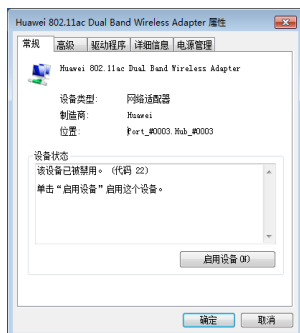 Huawei 802.11ac Dual Band Wireless Adapter 属性
常规 高级 驱动程序 详细信息 电源管理
Huawei 802.11ac Dual Band Wireless Adapter
设备类型: 网络适配器
制造商: Huawei
位置: Port_#0003.Hub_#0003
设备状态
该设备已被禁用。 (代码 22)
单击“启用设备”启用这个设备。
启用设备(N)
确定 取消